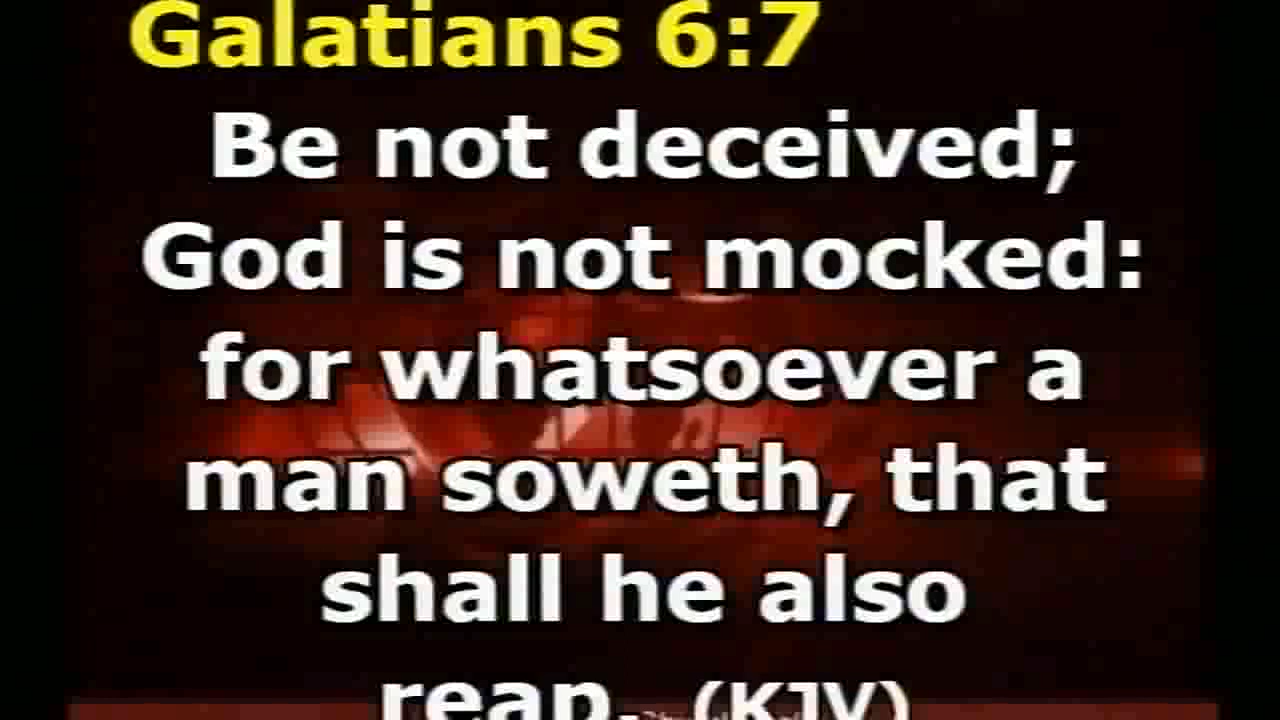 Galatians 6:7
Be not deceived;
God is not mocked:
for whatsoever a
man soweth, that
shall he also
reap. (KJV)